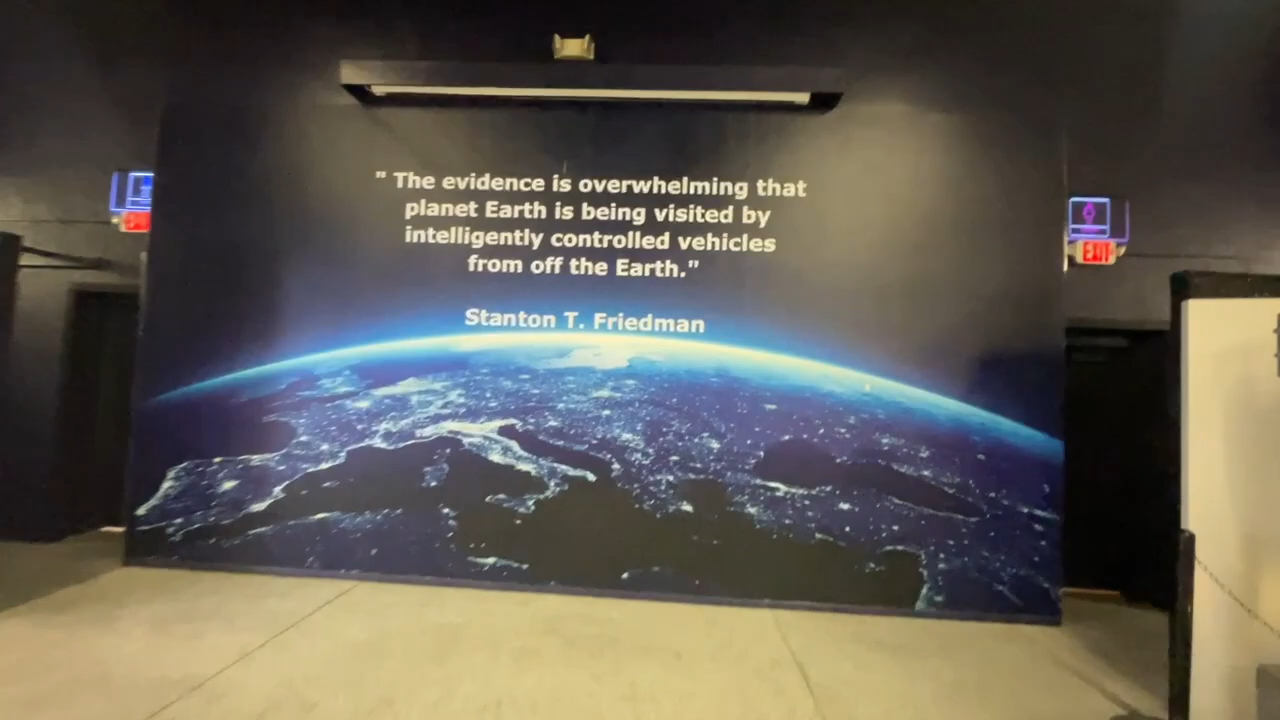 " The evidence is overwhelming that
planet Earth is being visited by
intelligently controlled vehicles
from off the Earth."
Stanton T. Friedman
EXIT